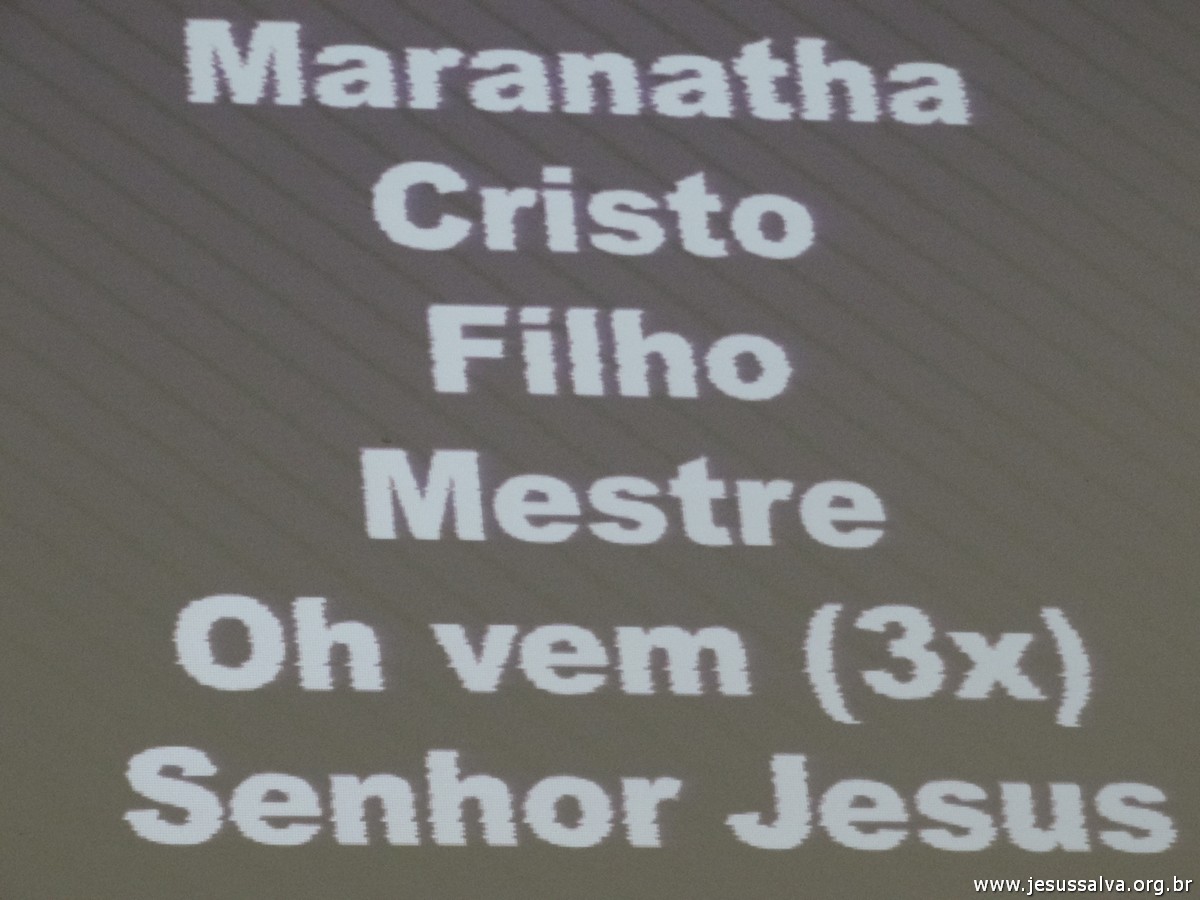 Maranatha
Cristo
Filho
Mestre
Oh vem (3x)
Senhor Jesus
www.jesussalva.org.br